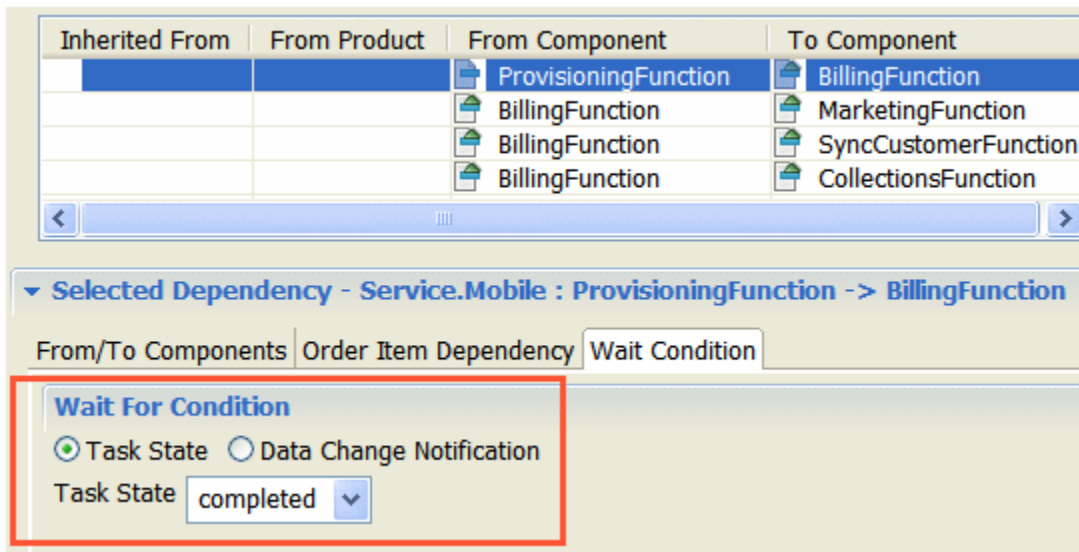 Inherited From From Product From Component To Component
ProvisioningFunction BillingFunction
BillingFunction MarketingFunction
BillingFunction SyncCustomerFunction
BillingFunction CollectionsFunction
Selected Dependency - Service.Mobile : ProvisioningFunction -> BillingFunction
From/To Components Order Item Dependency Wait Condition
Wait For Condition
Task State Data Change Notification
Task State completed